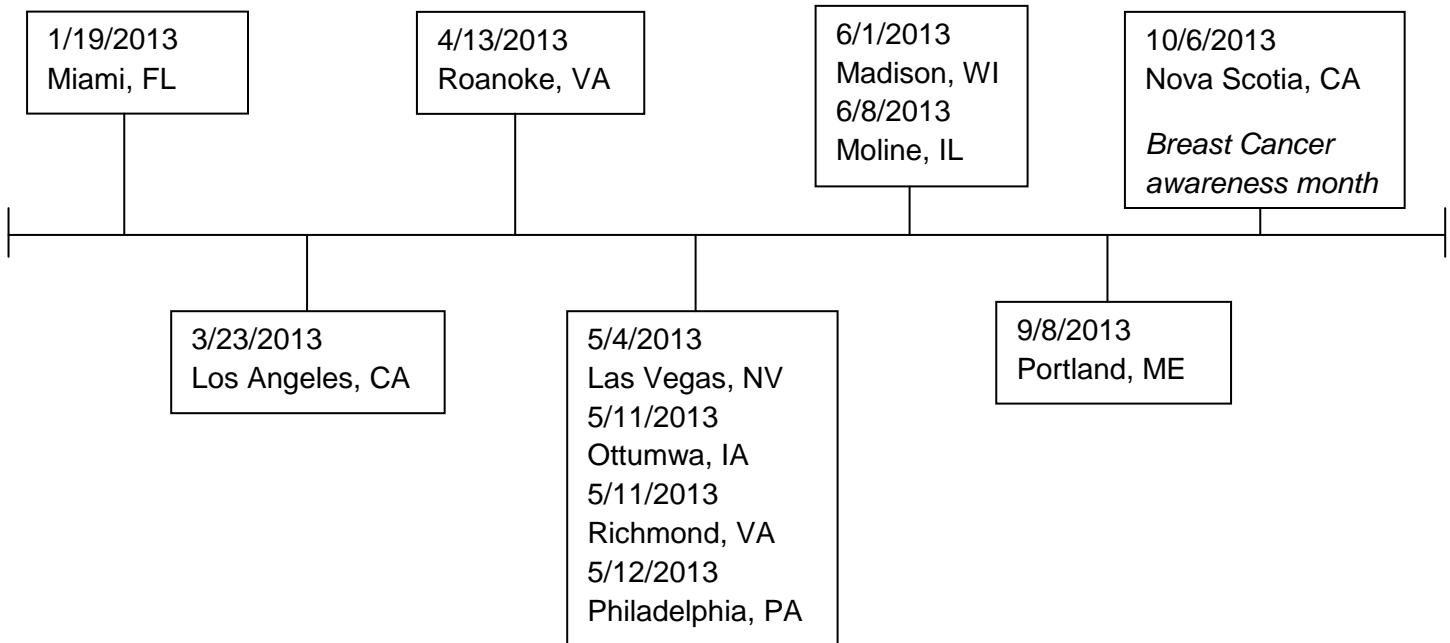 1/19/2013
Miami, FL
3/23/2013
Los Angeles, CA
4/13/2013
Roanoke, VA
5/4/2013
Las Vegas, NV
5/11/2013
Ottumwa, IA
5/11/2013
Richmond, VA
5/12/2013
Philadelphia, PA
6/1/2013
Madison, WI
6/8/2013
Moline, IL
9/8/2013
Portland, ME
10/6/2013
Nova Scotia, CA
Breast Cancer
awareness month